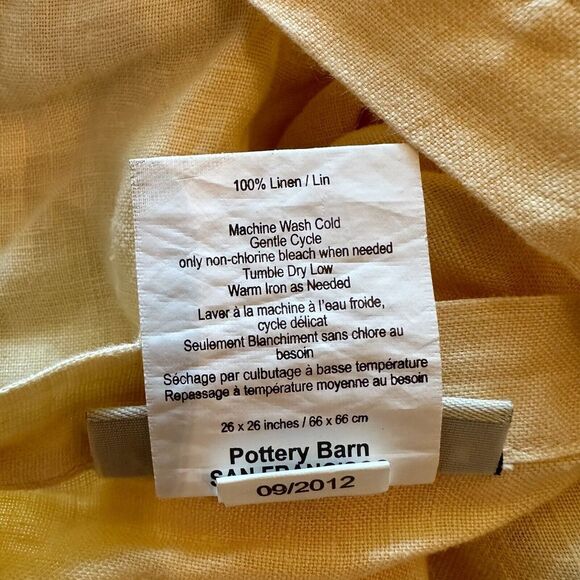 100% Linen / Lin
Machine Wash Cold
Gentle Cycle
only non-chlorine bleach when needed
Tumble Dry Low
Warm Iron as Needed
Laver à la machine à l'eau froide,
cycle délicat
Seulement Blanchiment sans chlore au
besoin
Séchage par culbutage à basse température
Repassage à température moyenne au besoin
26 x 26 inches / 66 x 66 cm
Pottery Barn
SAN FRANCISCO
09/2012